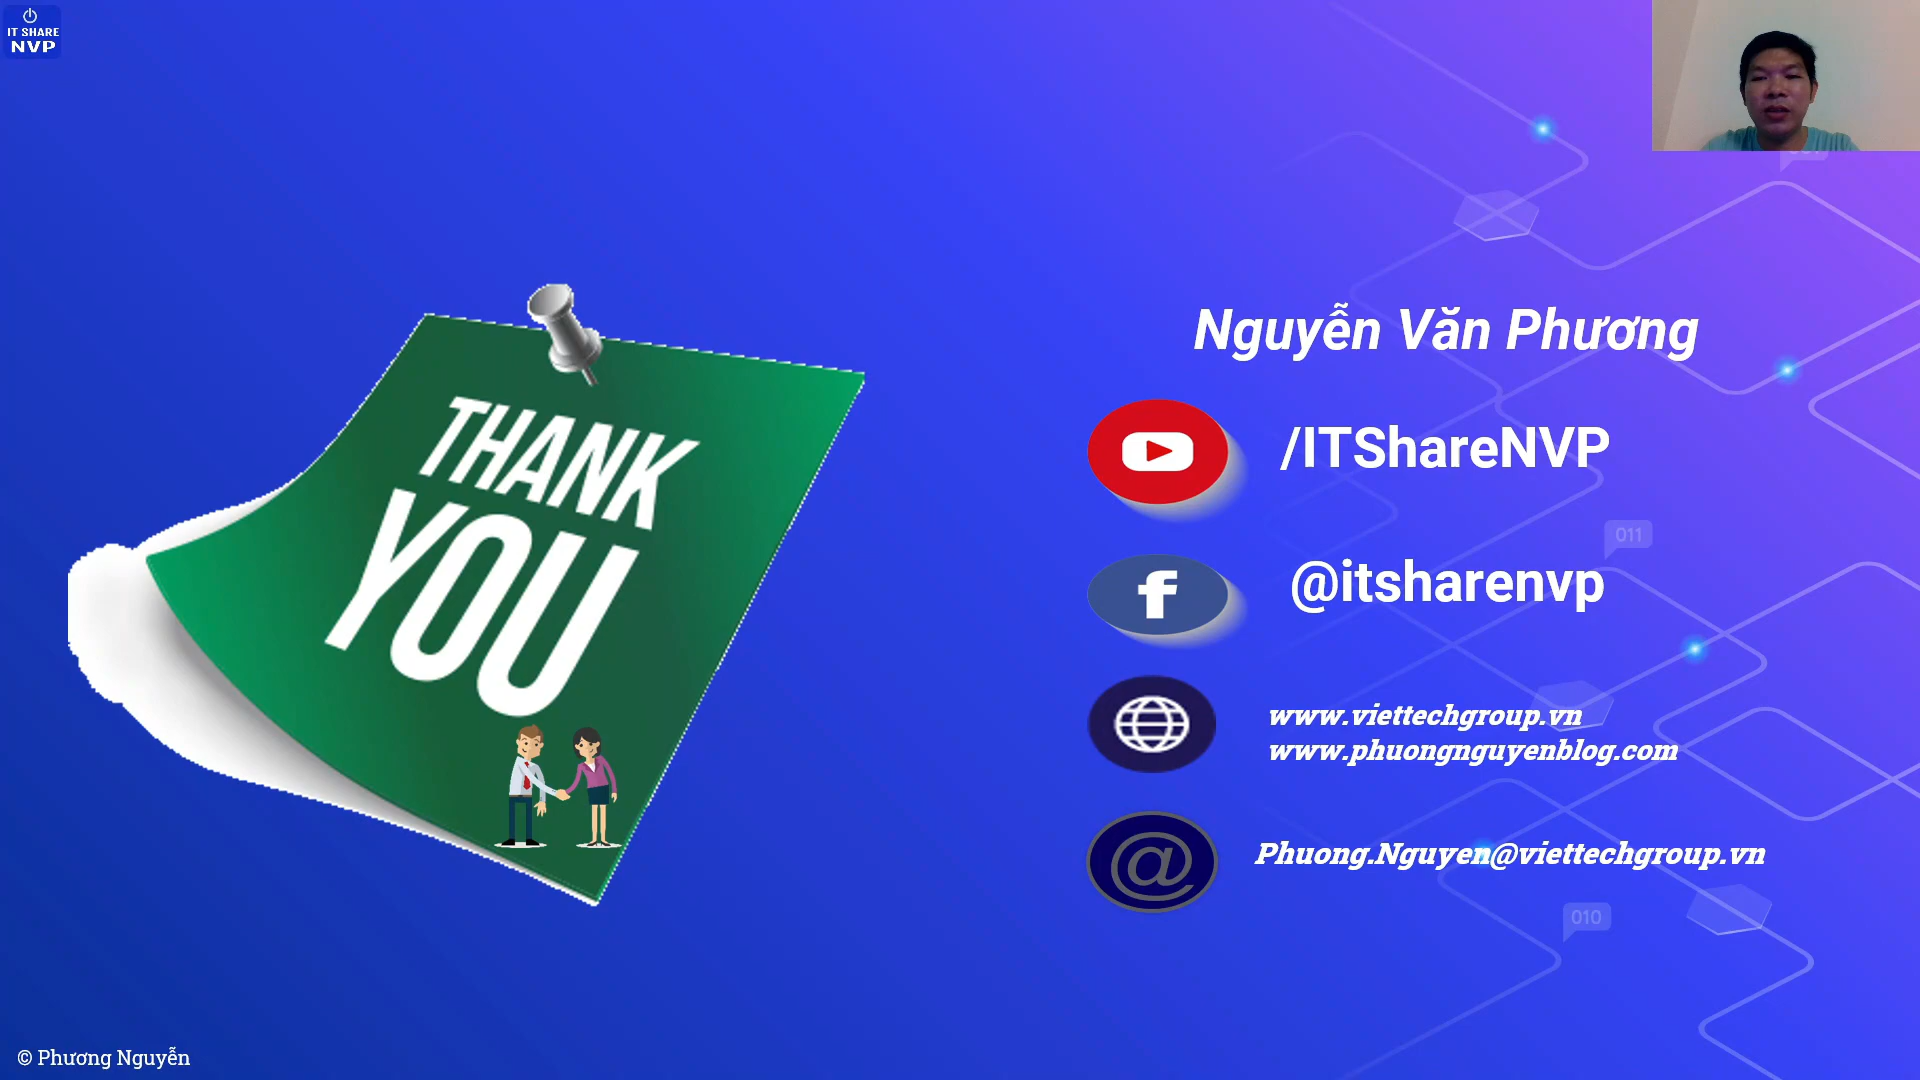 IT SHARE
NVP
THANK
YOU
Nguyễn Văn Phương
/ITShareNVP
@itsharenvp
www.viettechgroup.vn
www.phuongnguyenblog.com
Phuong.Nguyen@viettechgroup.vn
011
010
© Phương Nguyễn